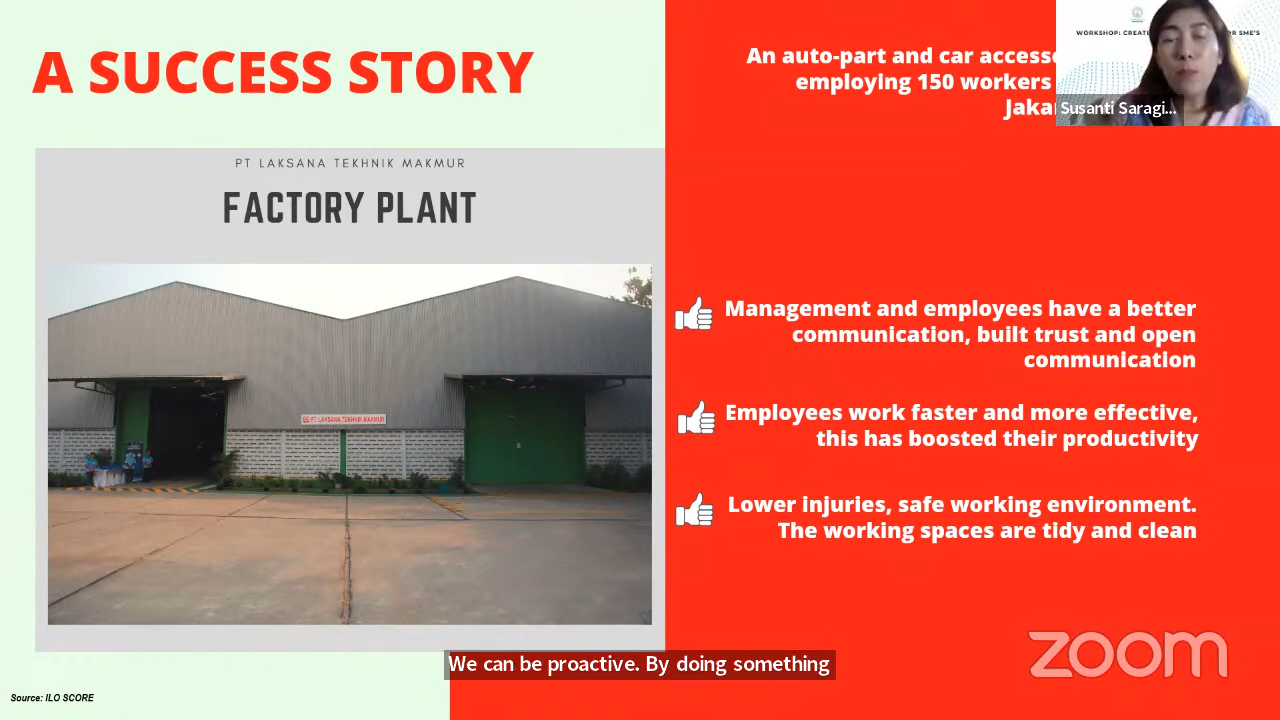 A SUCCESS STORY
PT LAKSANA TEKHNIK MAKMUR
FACTORY PLANT
PT. LAKSANA TEKHNIK MAKMUR
Source: ILO SCORE
An auto-part and car
employing 150 workers
Management and employees have a better
communication, built trust and open
communication
Employees work faster and more effective,
this has boosted their productivity
Lower injuries, safe working environment.
The working spaces are tidy and clean
WORKSHOP:
SME'S
Susanti Saragi...
We can be proactive. By doing something
zoom